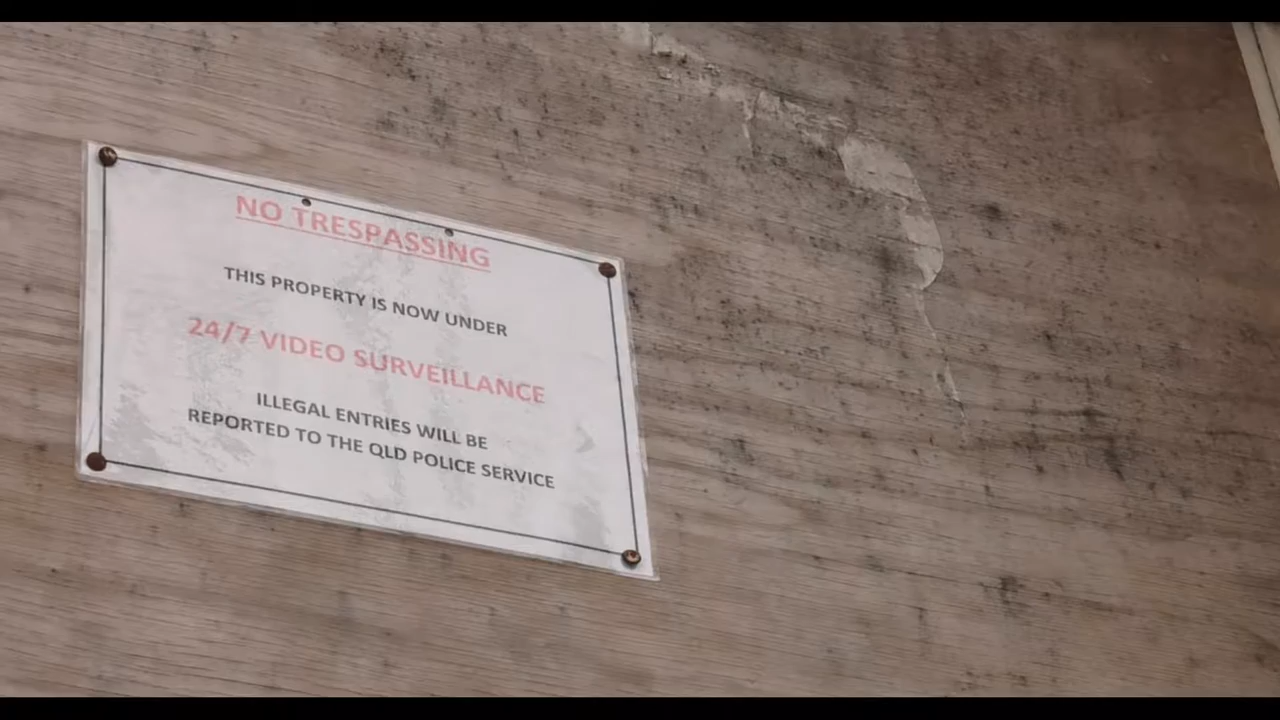 NO TRESPASSING
THIS PROPERTY IS NOW UNDER
24/7 VIDEO SURVEILLANCE
ILLEGAL ENTRIES WILL BE
REPORTED TO THE QLD POLICE SERVICE